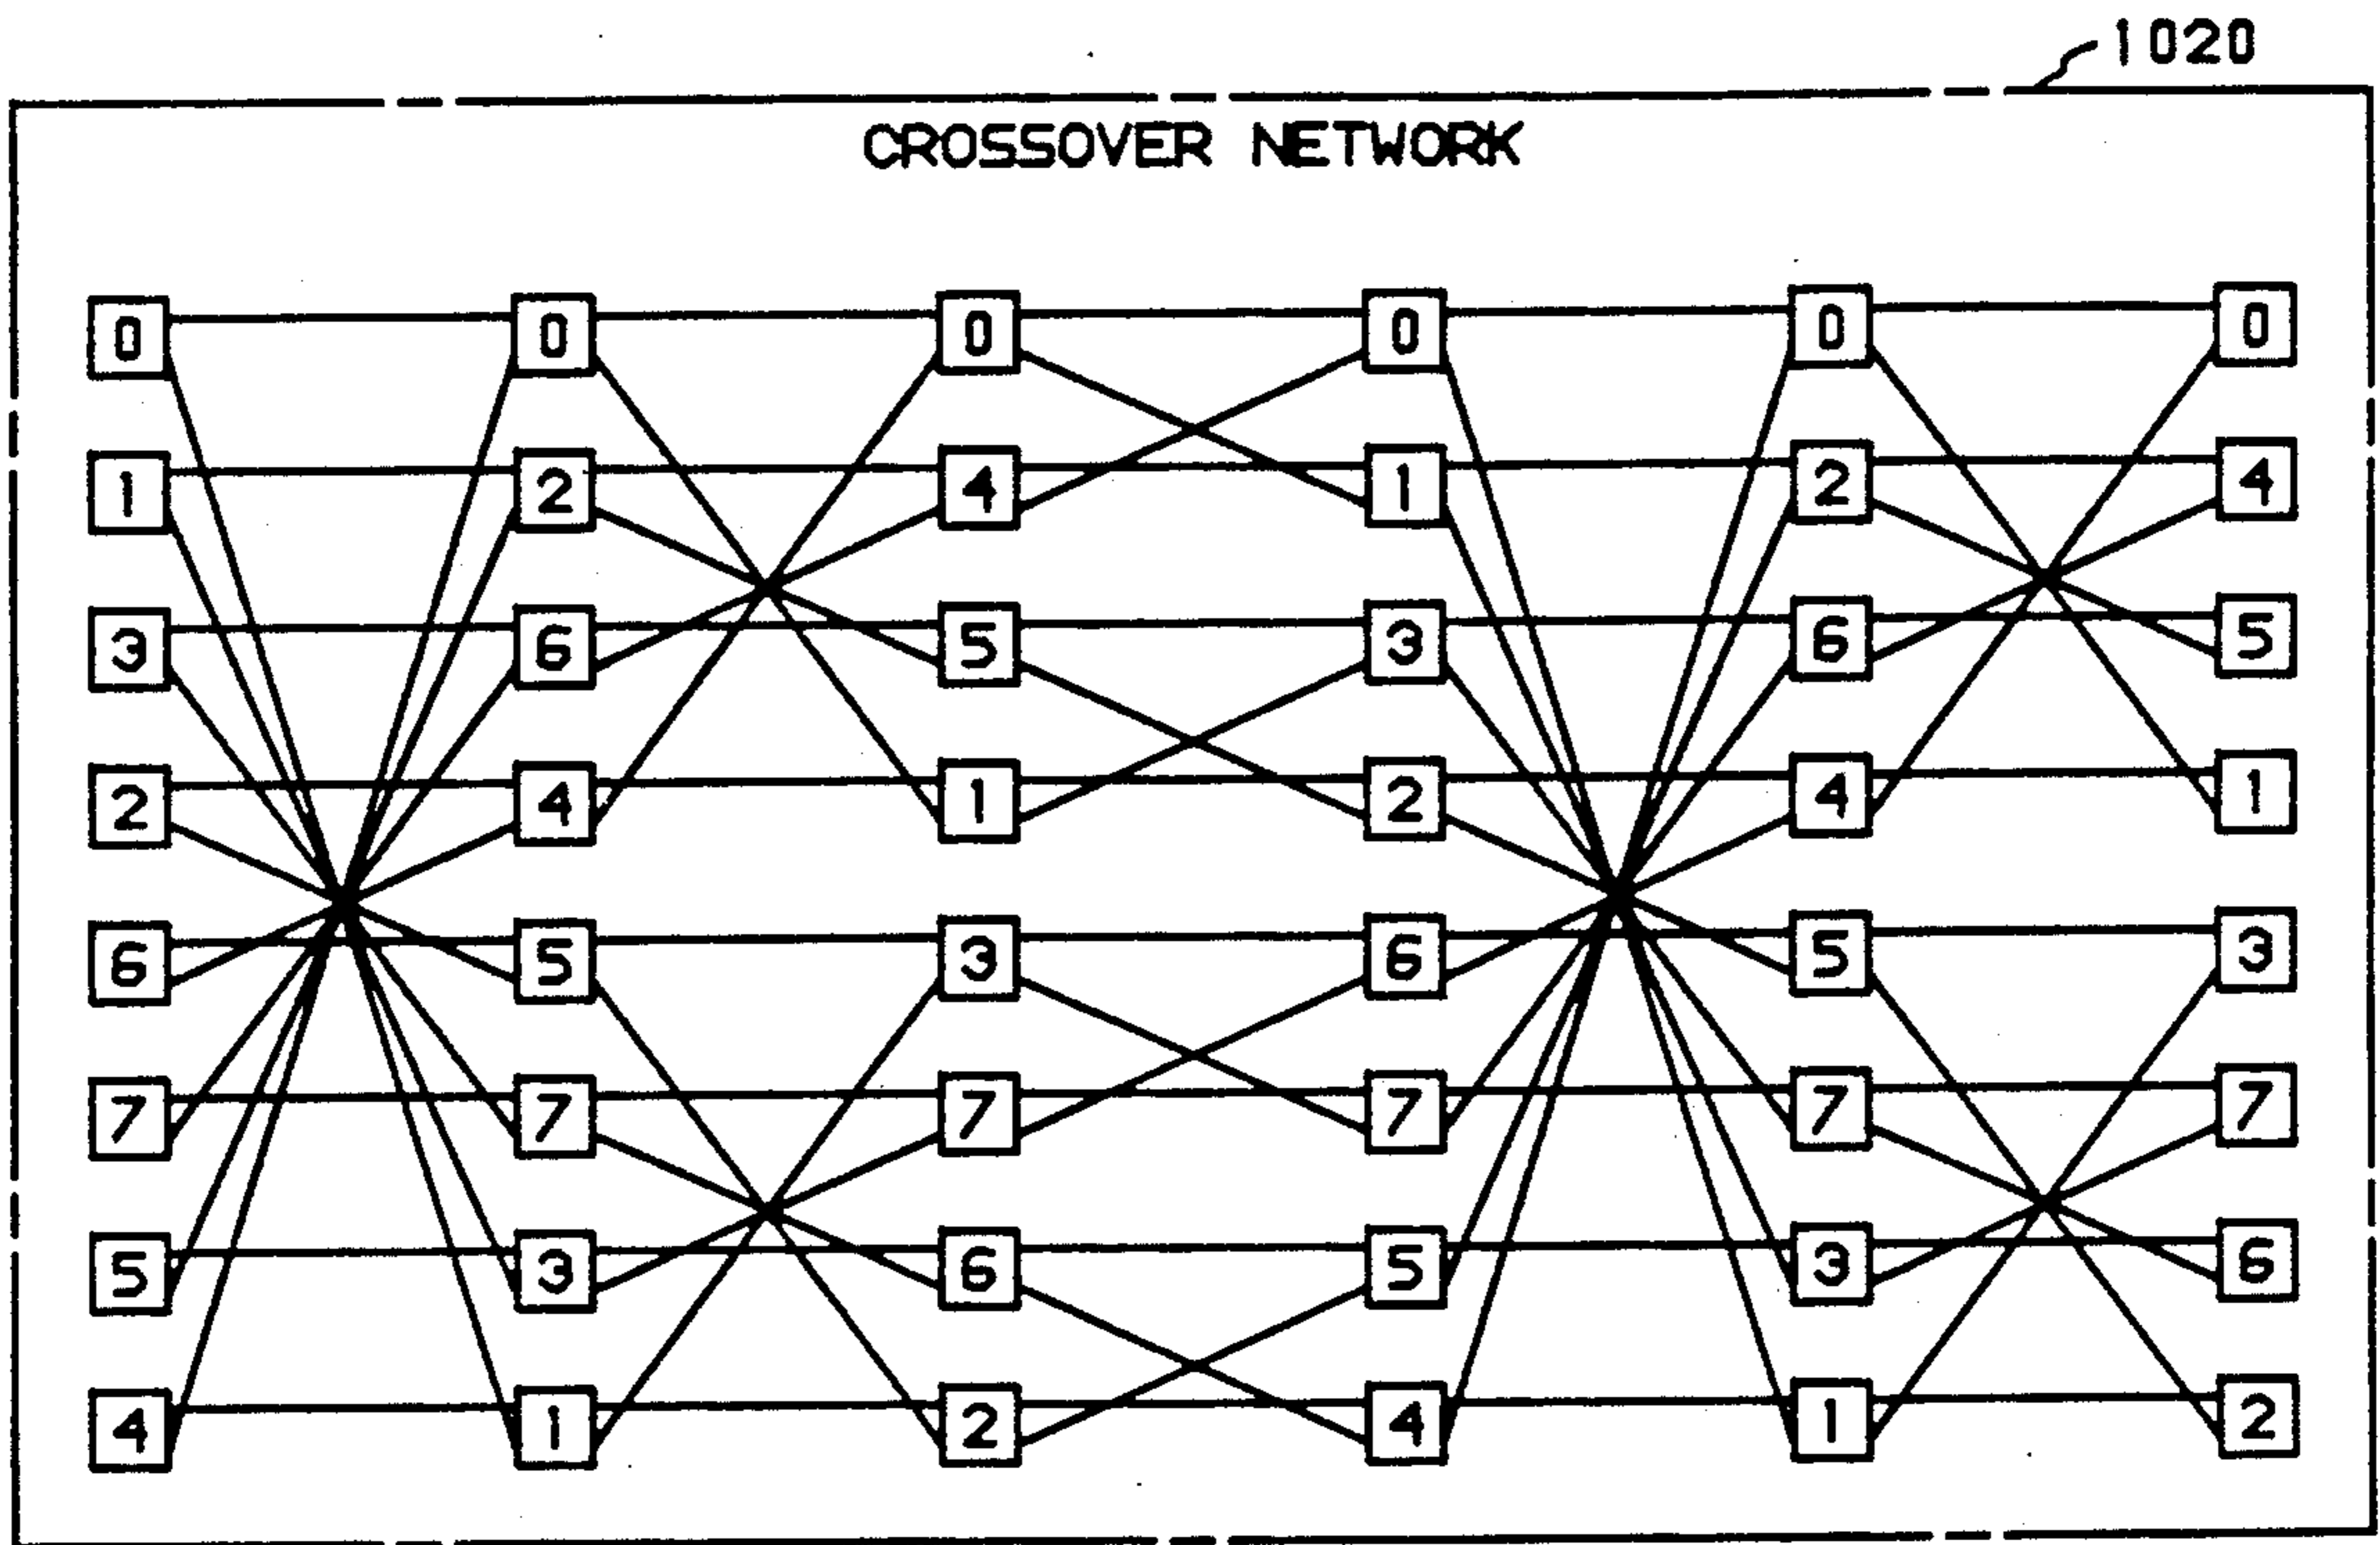 1020
CROSSOVER NETWORK
0 0 0 0 0 0
1 2 4 1 2 4
3 6 5 3 6 5
2 4 1 2 4 1
6 5 3 6 5 3
7 7 7 7 7 7
5 3 6 5 3 6
4 1 2 4 1 2